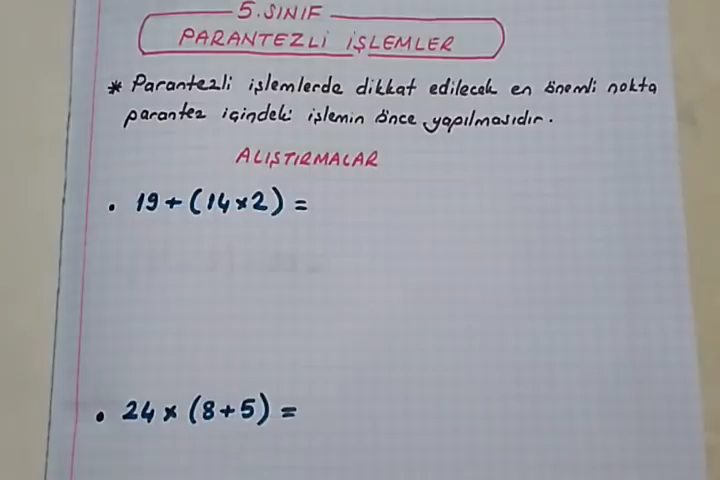 5.SINIF
PARANTEZLİ İŞLEMLER
* Parantezli işlemlerde dikkat edilecek en önemli nokta
parantez içindeki işlemin önce yapılmasıdır.
ALIŞTIRMALAR
. 19+(14×2) =
. 24 × (8+5) =